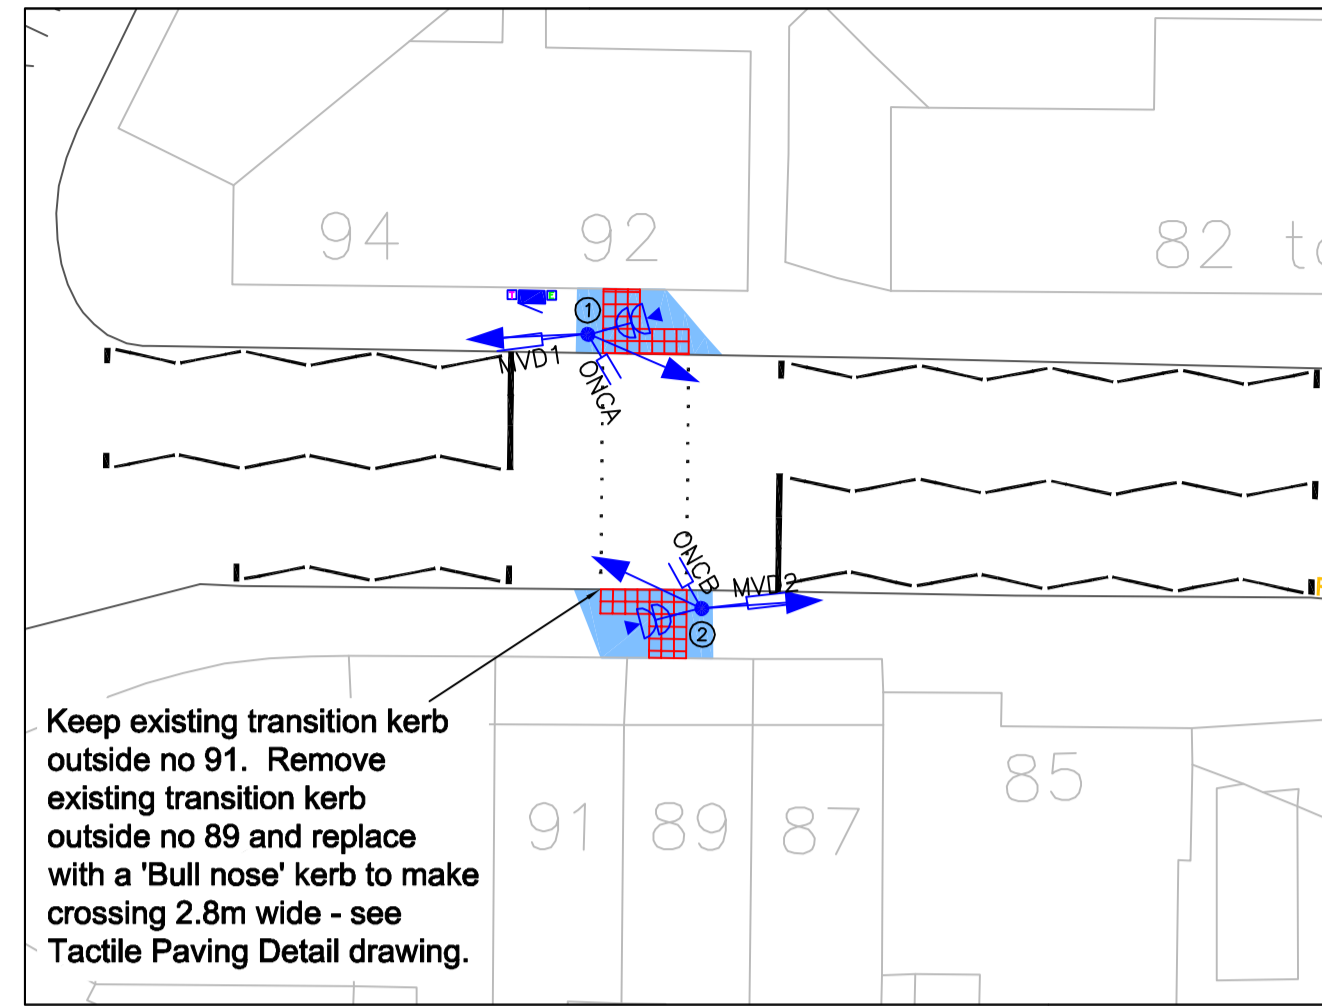 94
92
82 to
1
MVD1
ONGA
ONCB
MVD2
2
Keep existing transition kerb
outside no 91. Remove
existing transition kerb
outside no 89 and replace
with a 'Bull nose' kerb to make
crossing 2.8m wide - see
Tactile Paving Detail drawing.
91
89
87
85